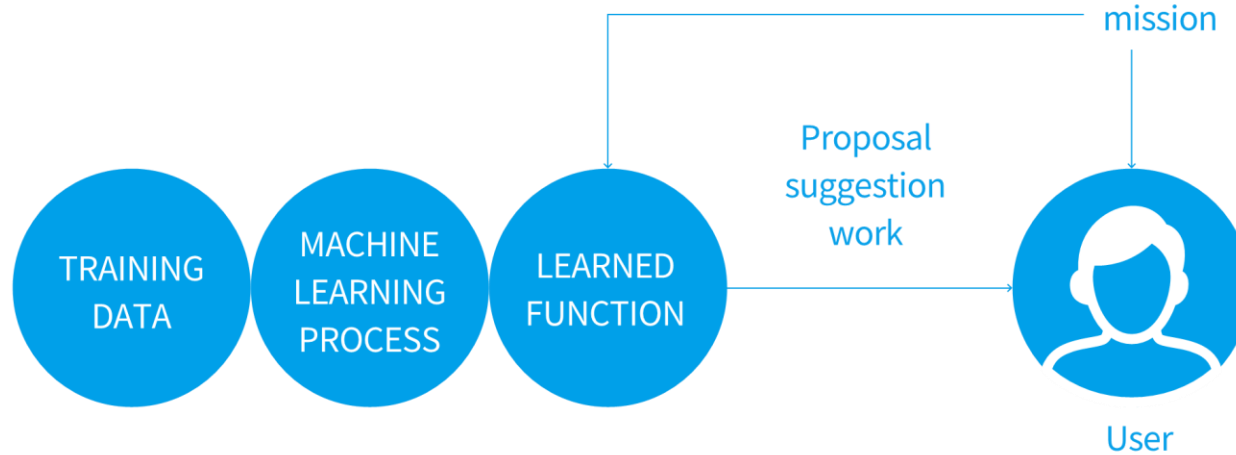 mission
Proposal
suggestion
work
TRAINING
DATA
MACHINE
LEARNING
PROCESS
LEARNED
FUNCTION
User